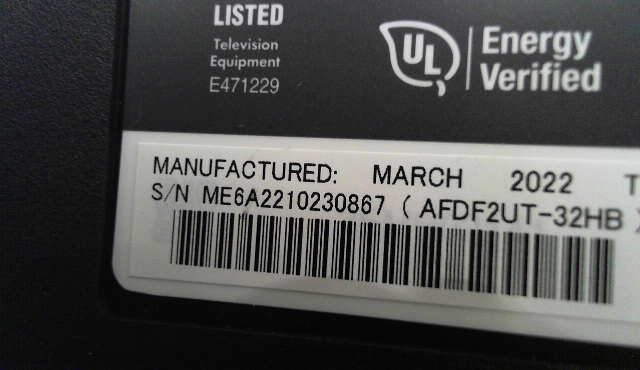 LISTED
Television
Equipment
E471229
UL
Energy
Verified
MANUFACTURED: MARCH 2022 T
S/N ME6A2210230867 ( AFDF2UT-32HB )